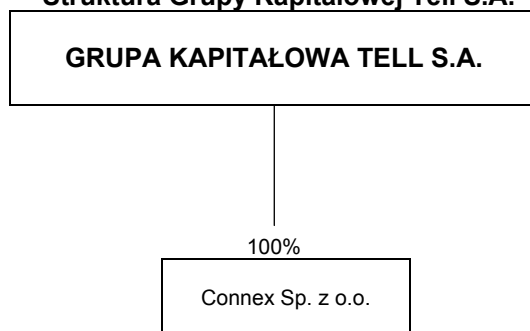 Struktura Grupy Kapitałowej Tell S.A.
GRUPA KAPITAŁOWA TELL S.A.
100%
Connex Sp. z o.o.